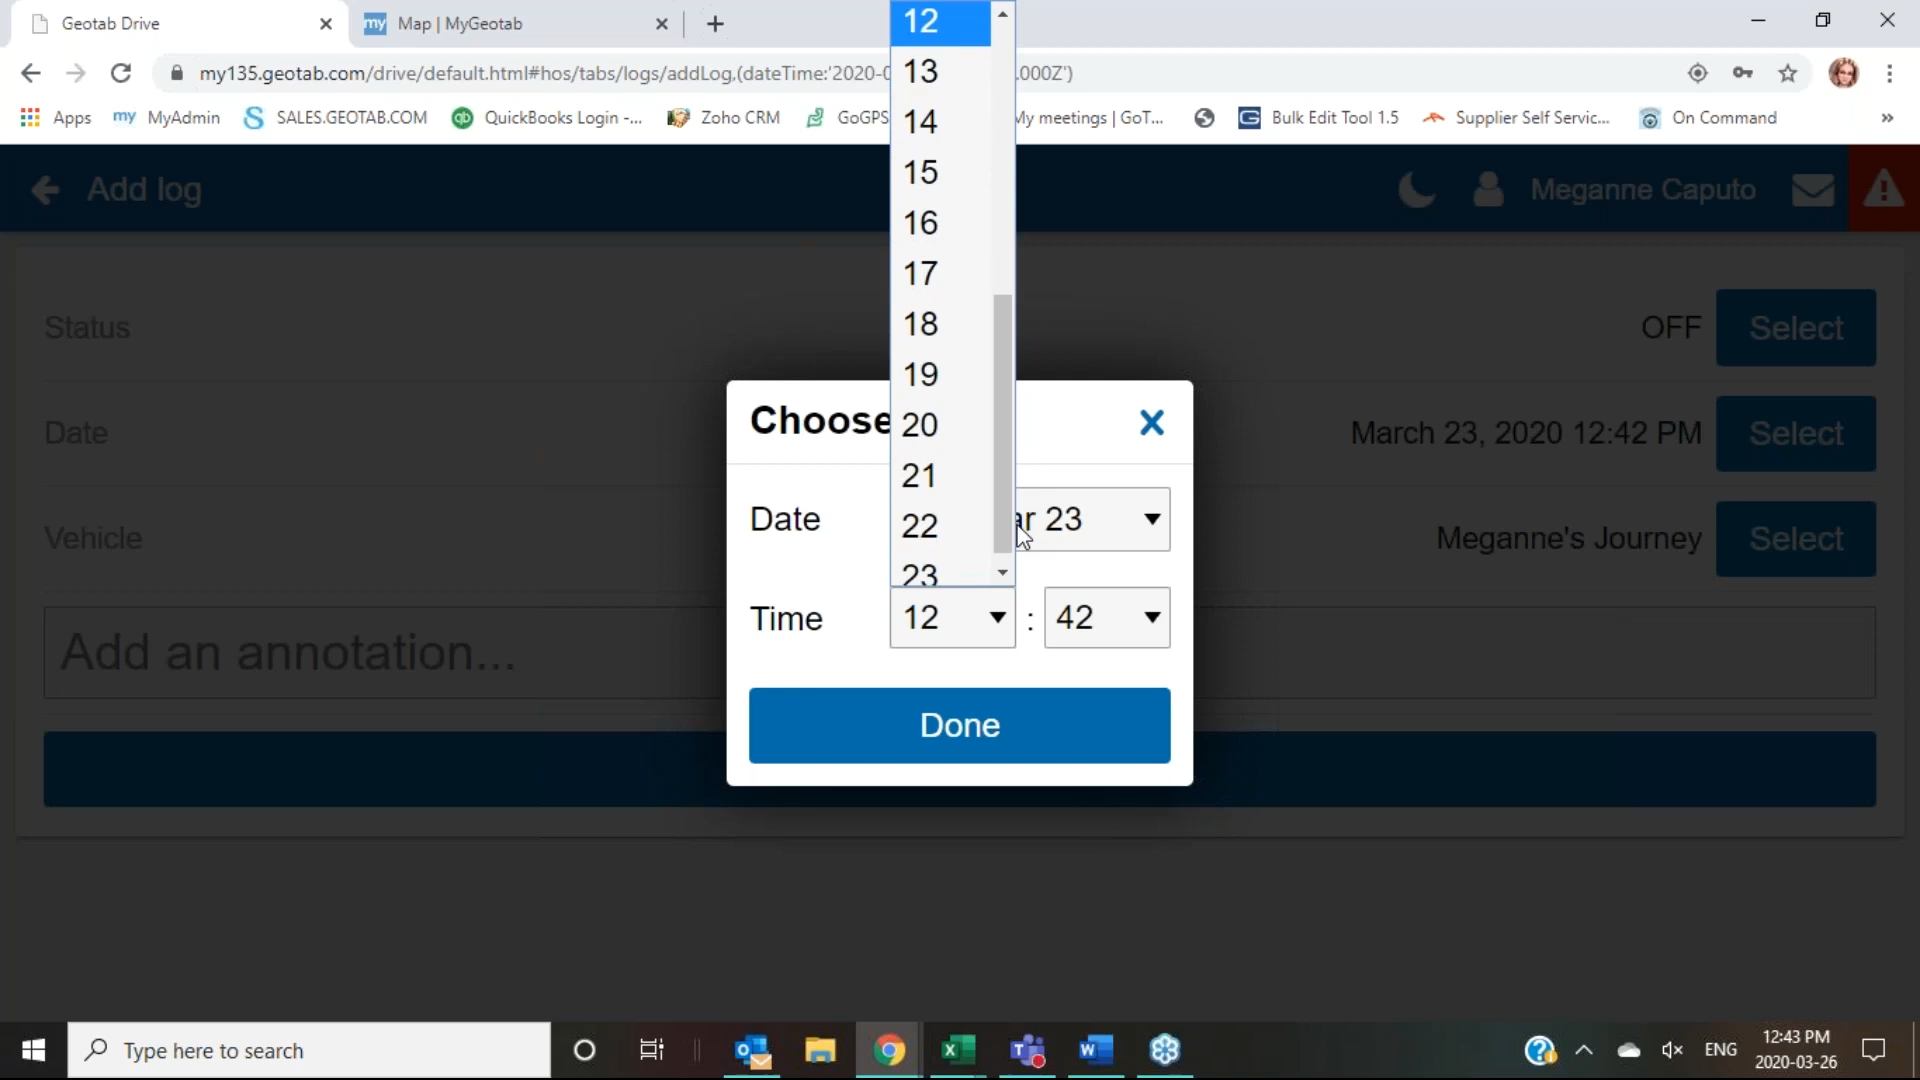 Geotab Drive
my Map | MyGeotab
my135.geotab.com/drive/default.html#hos/tabs/logs/addLog,(dateTime:'2020-0
.000Z')
Apps
my MyAdmin
SALES.GEOTAB.COM
qb QuickBooks Login -...
Zoho CRM
GoGPS
My meetings | GoT...
Bulk Edit Tool 1.5
Supplier Self Servic...
On Command
»
12
13
14
15
16
17
18
19
20
21
22
23
Add log
Meganne Caputo
Status
OFF
Select
Date
March 23, 2020 12:42 PM
Select
Vehicle
Meganne's Journey
Select
Add an annotation...
Choose
Date
ar 23
Time
12 : 42
Done
Type here to search
ENG
12:43 PM
2020-03-26